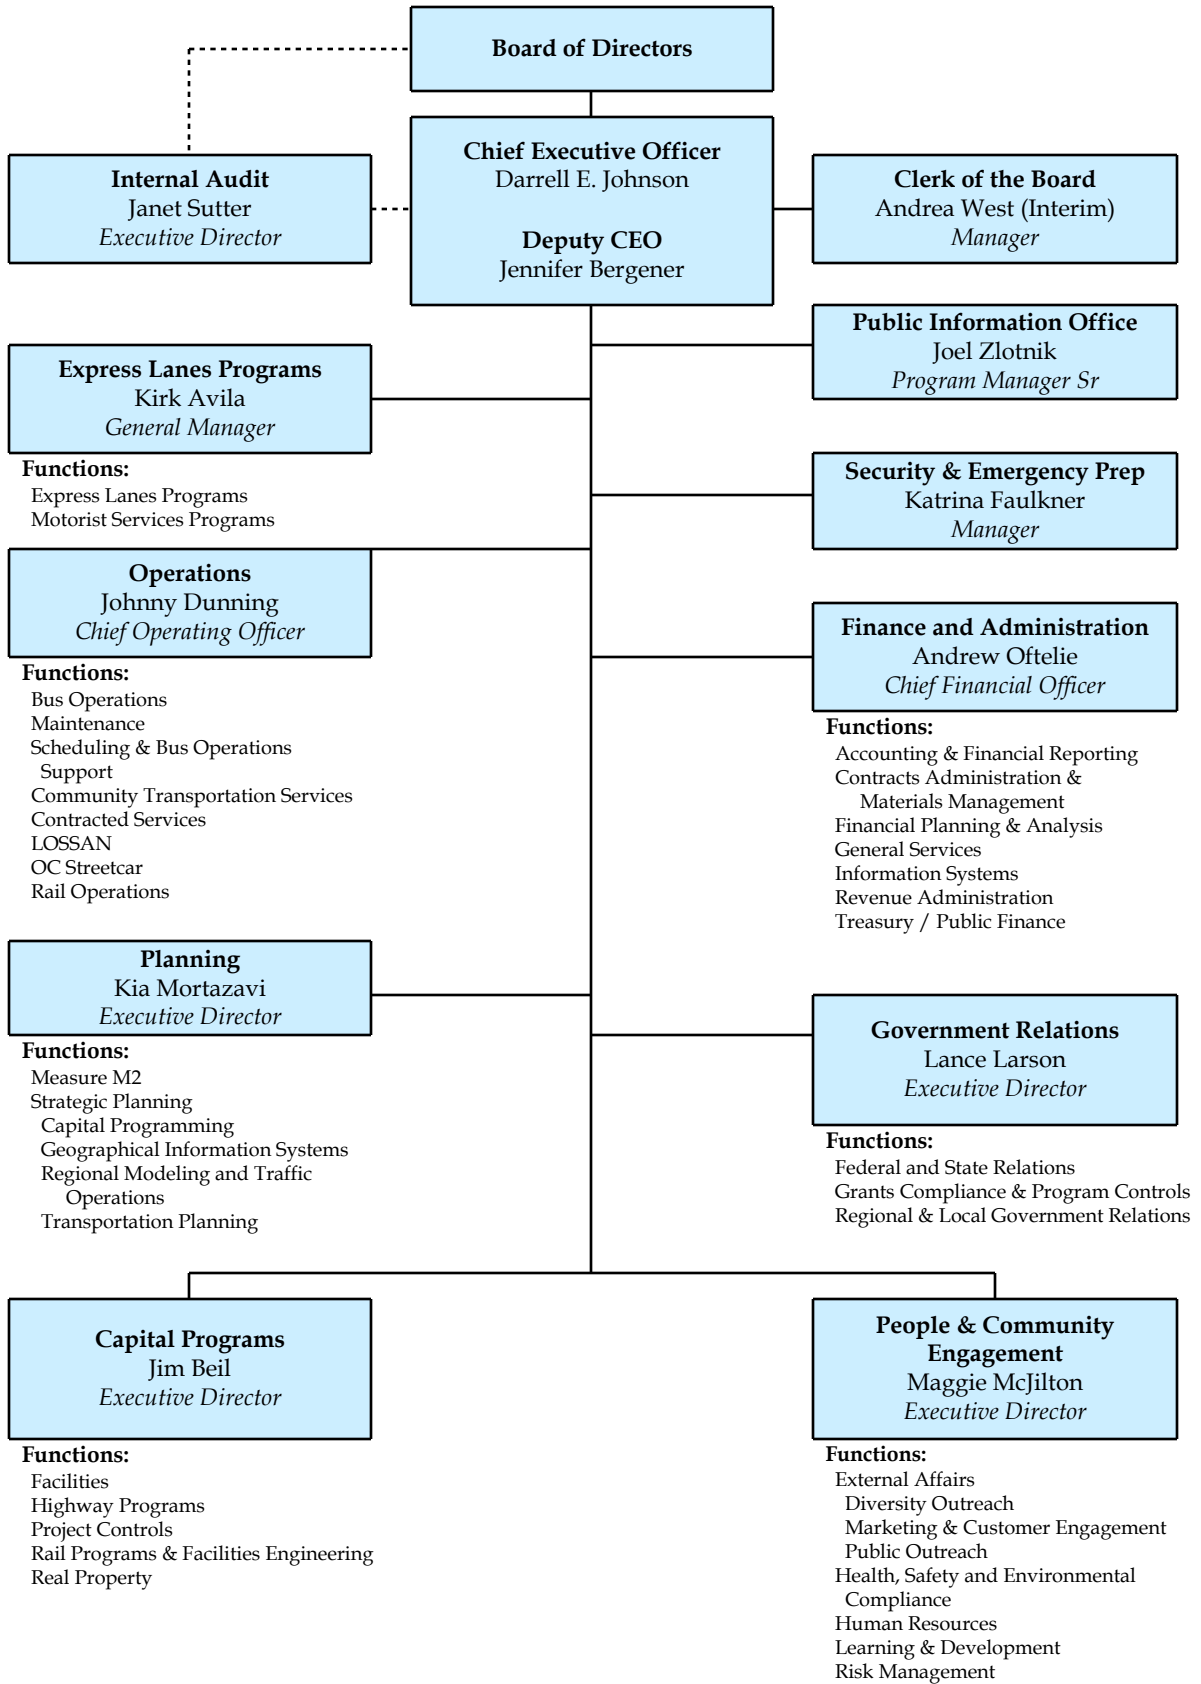 Board of Directors
Chief Executive Officer
Darrell E. Johnson
Deputy CEO
Jennifer Bergener
Internal Audit
Janet Sutter
Executive Director
Clerk of the Board
Andrea West (Interim)
Manager
Public Information Office
Joel Zlotnik
Program Manager Sr
Express Lanes Programs
Kirk Avila
General Manager
Functions:
Express Lanes Programs
Motorist Services Programs
Security & Emergency Prep
Katrina Faulkner
Manager
Operations
Johnny Dunning
Chief Operating Officer
Functions:
Bus Operations
Maintenance
Scheduling & Bus Operations
Support
Community Transportation Services
Contracted Services
LOSSAN
OC Streetcar
Rail Operations
Finance and Administration
Andrew Oftelie
Chief Financial Officer
Functions:
Accounting & Financial Reporting
Contracts Administration &
Materials Management
Financial Planning & Analysis
General Services
Information Systems
Revenue Administration
Treasury / Public Finance
Planning
Kia Mortazavi
Executive Director
Functions:
Measure M2
Strategic Planning
Capital Programming
Geographical Information Systems
Regional Modeling and Traffic
Operations
Transportation Planning
Government Relations
Lance Larson
Executive Director
Functions:
Federal and State Relations
Grants Compliance & Program Controls
Regional & Local Government Relations
Capital Programs
Jim Beil
Executive Director
Functions:
Facilities
Highway Programs
Project Controls
Rail Programs & Facilities Engineering
Real Property
People & Community
Engagement
Maggie McJilton
Executive Director
Functions:
External Affairs
Diversity Outreach
Marketing & Customer Engagement
Public Outreach
Health, Safety and Environmental
Compliance
Human Resources
Learning & Development
Risk Management